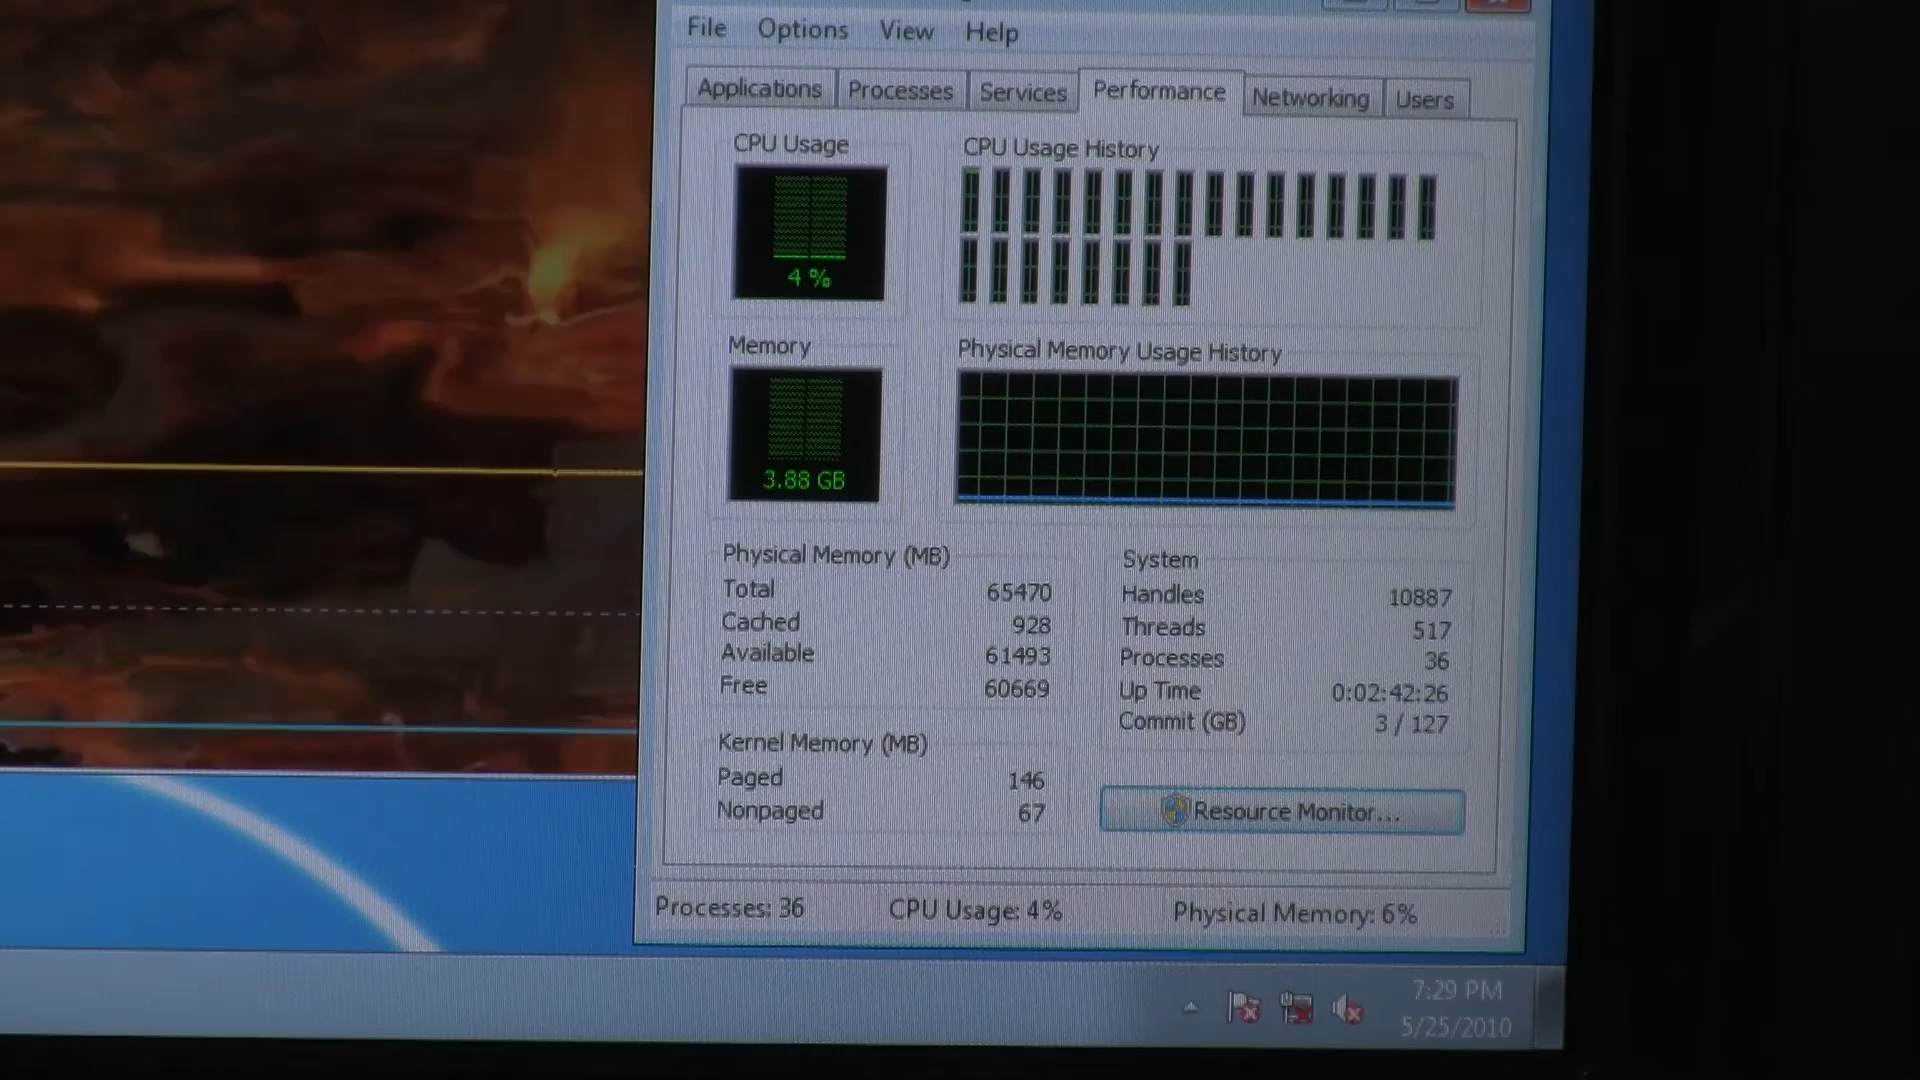 File Options View Help
Applications Processes Services Performance Networking Users
CPU Usage
CPU Usage History
4 %
Memory
Physical Memory Usage History
3.88 GB
Physical Memory (MB)
Total 65470
Cached 928
Available 61493
Free 60669
System
Handles 10887
Threads 517
Processes 36
Up Time 0:02:42:26
Commit (GB) 3 / 127
Kernel Memory (MB)
Paged 146
Nonpaged 67
Resource Monitor...
Processes: 36 CPU Usage: 4% Physical Memory: 6%
7:29 PM
5/25/2010